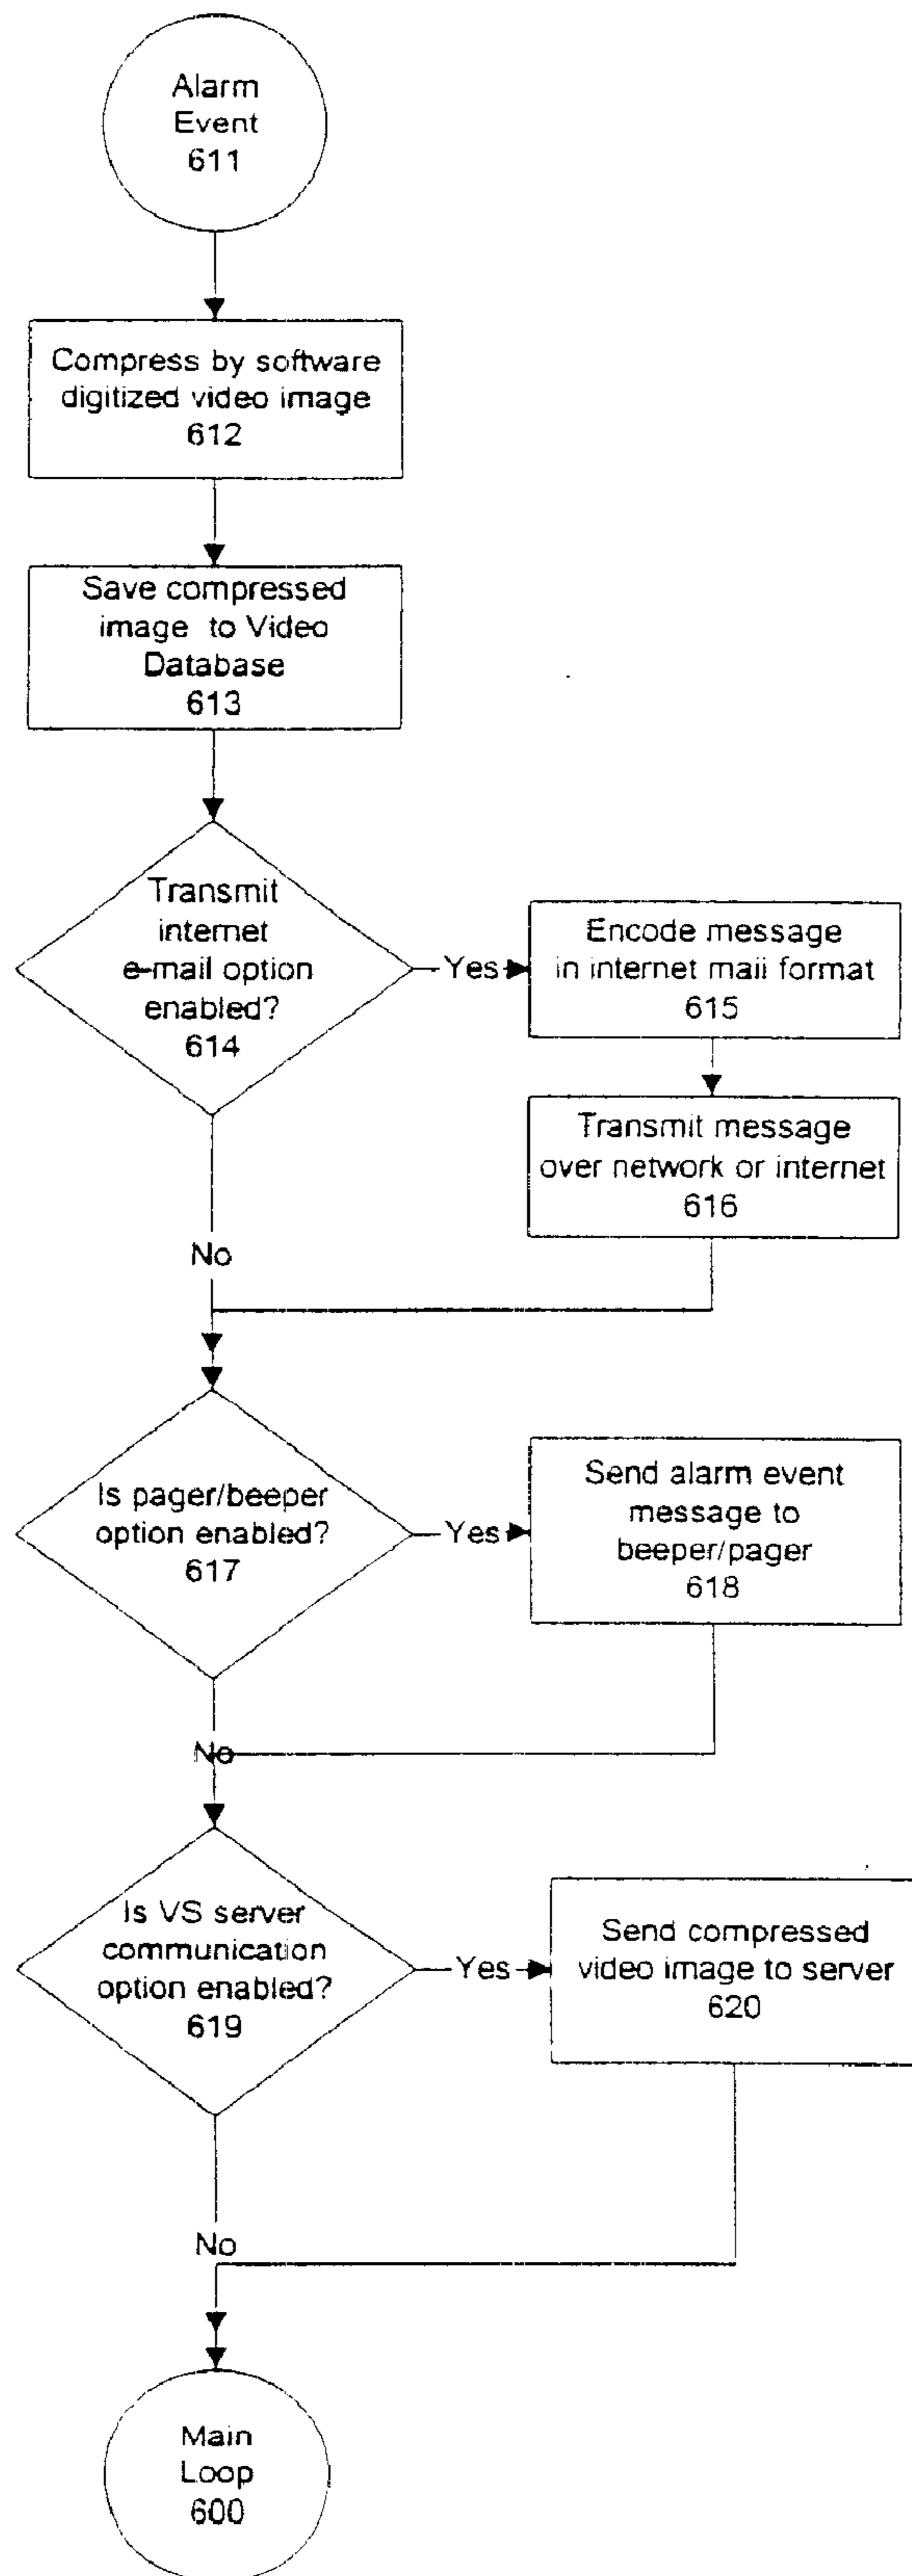 Alarm
Event
611
Compress by software
digitized video image
612
Save compressed
image to Video
Database
613
Transmit
internet
e-mail option
enabled?
614
Yes
Encode message
in internet mail format
615
Transmit message
over network or internet
616
No
Is pager/beeper
option enabled?
617
Yes
Send alarm event
message to
beeper/pager
618
No
Is VS server
communication
option enabled?
619
Yes
Send compressed
video image to server
620
No
Main
Loop
600